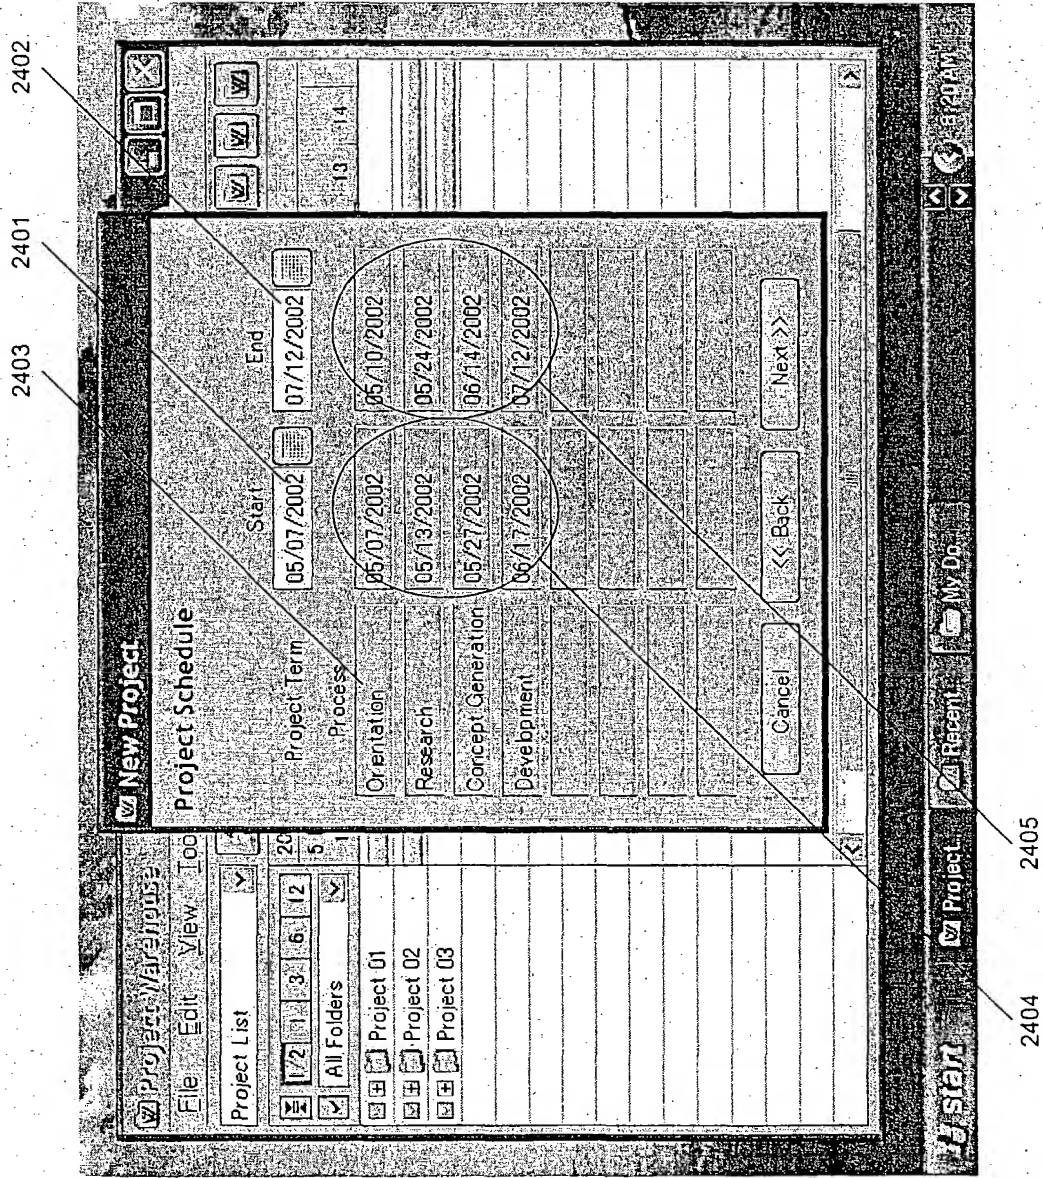 2403
2401
2402
Project Warehouse
File Edit View Too
Project List
1/2 1 3 6 12
All Folders
Project 01
Project 02
Project 03
20
5
1
13 14
New Project
Project Schedule
Start End
Project Term 05/07/2002 07/12/2002
Process
Orientation 05/07/2002 05/10/2002
Research 05/13/2002 05/24/2002
Concept Generation 05/27/2002 06/14/2002
Development 06/17/2002 07/12/2002
Cancel << Back Next >>
start Project Recent My Do 8:20 AM
2404
2405